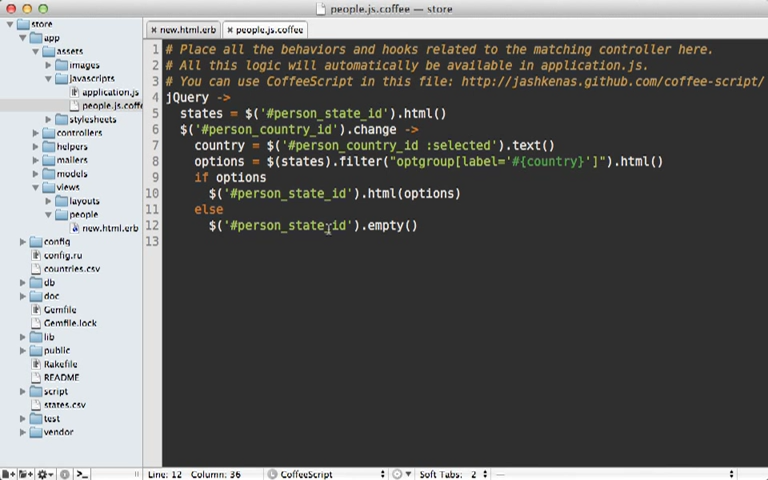 people.js.coffee — store
store
app
assets
images
javascripts
application.js
people.js.coff
stylesheets
controllers
helpers
mailers
models
views
layouts
people
new.html.erb
config
config.ru
countries.csv
db
doc
Gemfile
Gemfile.lock
lib
public
Rakefile
README
script
states.csv
test
vendor
× new.html.erb × people.js.coffee
1 # Place all the behaviors and hooks related to the matching controller here.
2 # All this logic will automatically be available in application.js.
3 # You can use CoffeeScript in this file: http://jashkenas.github.com/coffee-script/
4 jQuery ->
5 states = $('#person_state_id').html()
6 $('#person_country_id').change ->
7 country = $('#person_country_id :selected').text()
8 options = $(states).filter("optgroup[label='#{country}']").html()
9 if options
10 $('#person_state_id').html(options)
11 else
12 $('#person_state_id').empty()
13
Line: 12 Column: 36 CoffeeScript Soft Tabs: 2 —